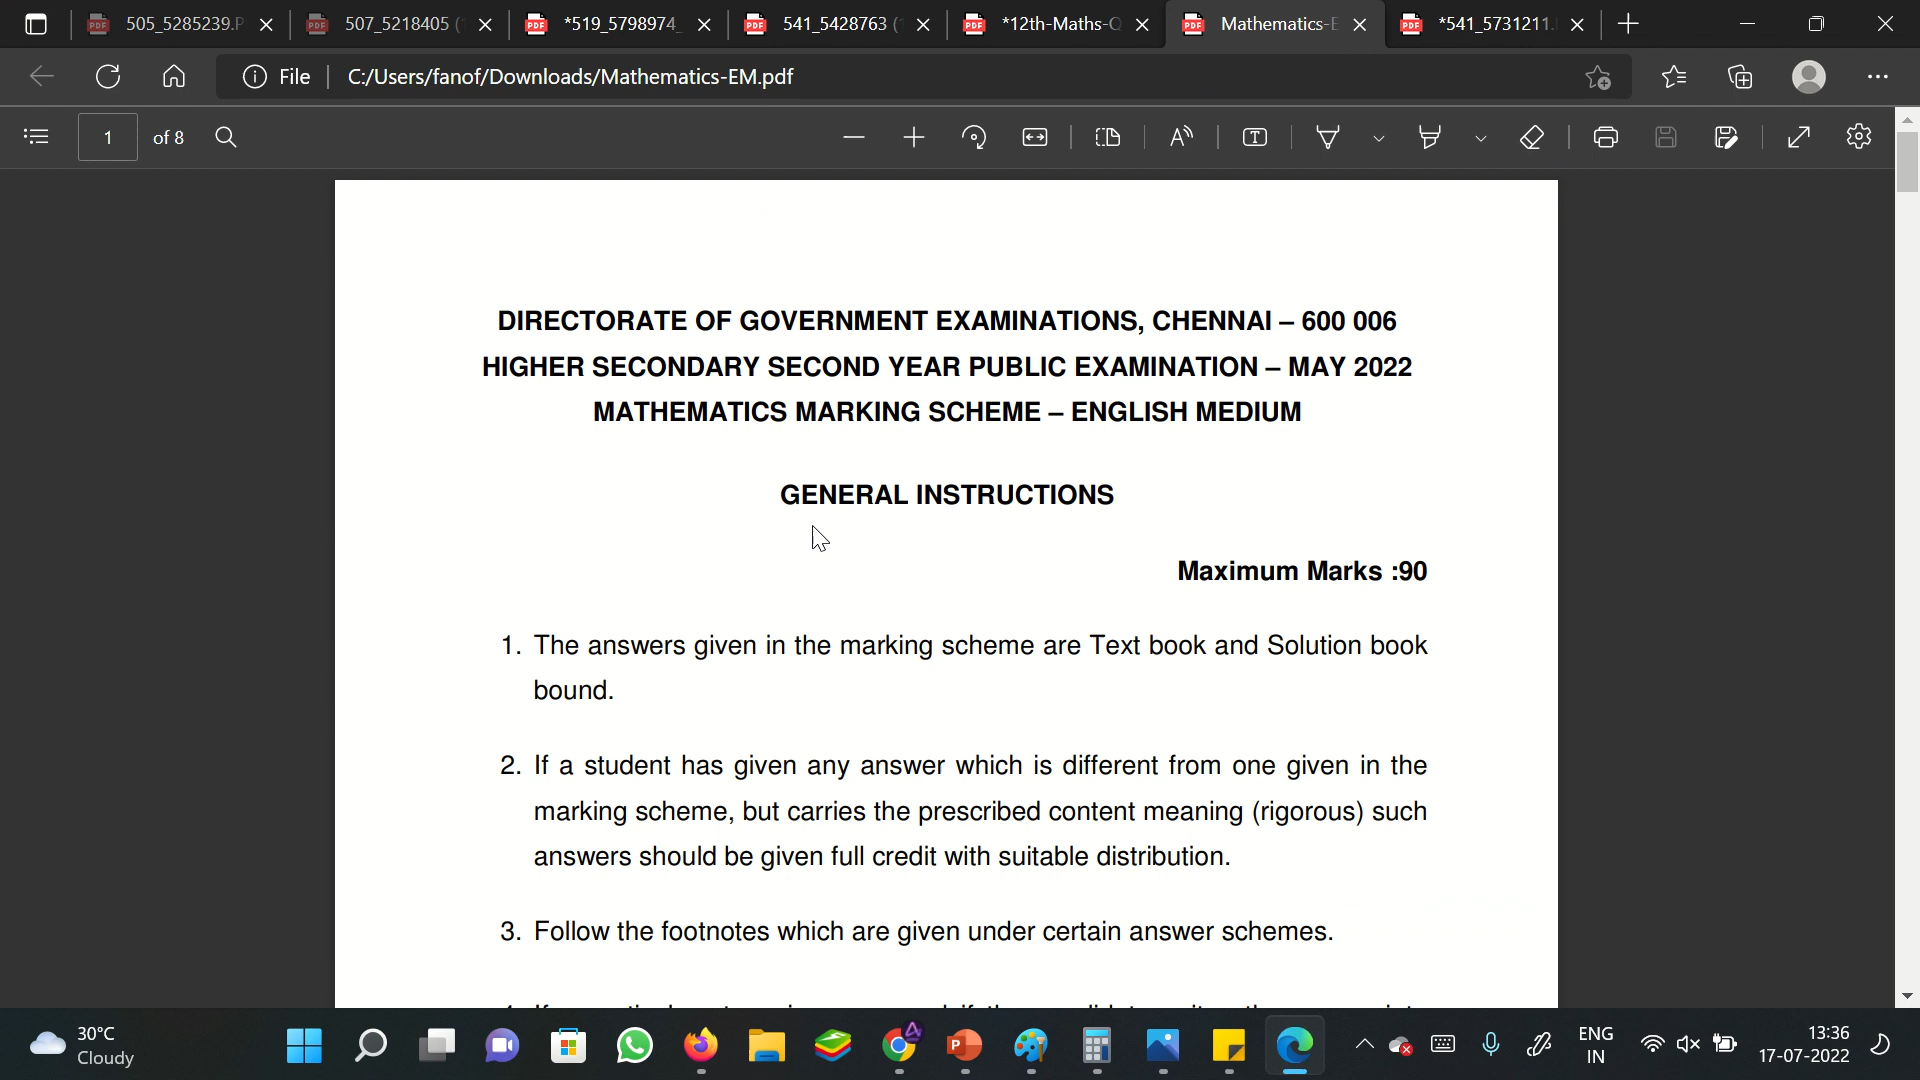 505_5285239.P
507_5218405 (
*519_5798974_
541_5428763 (
*12th-Maths-Q
Mathematics-E
*541_5731211.
File
C:/Users/fanof/Downloads/Mathematics-EM.pdf
1 of 8
DIRECTORATE OF GOVERNMENT EXAMINATIONS, CHENNAI – 600 006
HIGHER SECONDARY SECOND YEAR PUBLIC EXAMINATION – MAY 2022
MATHEMATICS MARKING SCHEME – ENGLISH MEDIUM
GENERAL INSTRUCTIONS
Maximum Marks :90
1. The answers given in the marking scheme are Text book and Solution book
bound.
2. If a student has given any answer which is different from one given in the
marking scheme, but carries the prescribed content meaning (rigorous) such
answers should be given full credit with suitable distribution.
3. Follow the footnotes which are given under certain answer schemes.
30°C
Cloudy
ENG
IN
13:36
17-07-2022